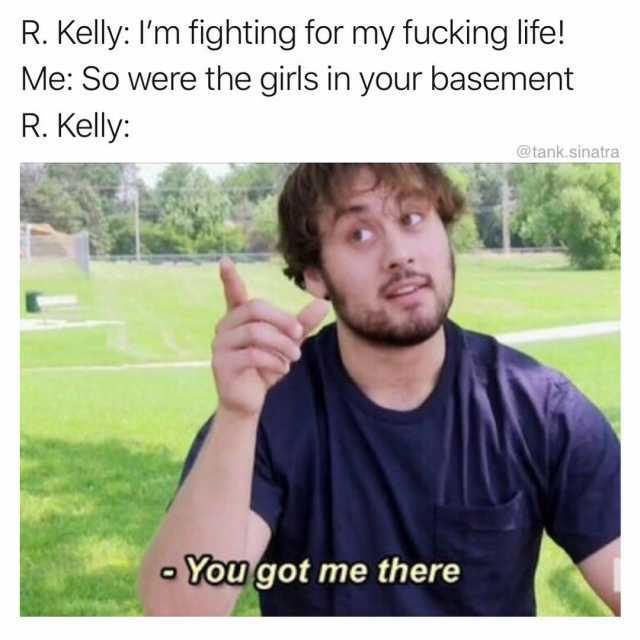 R. Kelly: I'm fighting for my fucking life!
Me: So were the girls in your basement
R. Kelly:
@tank.sinatra
- You got me there